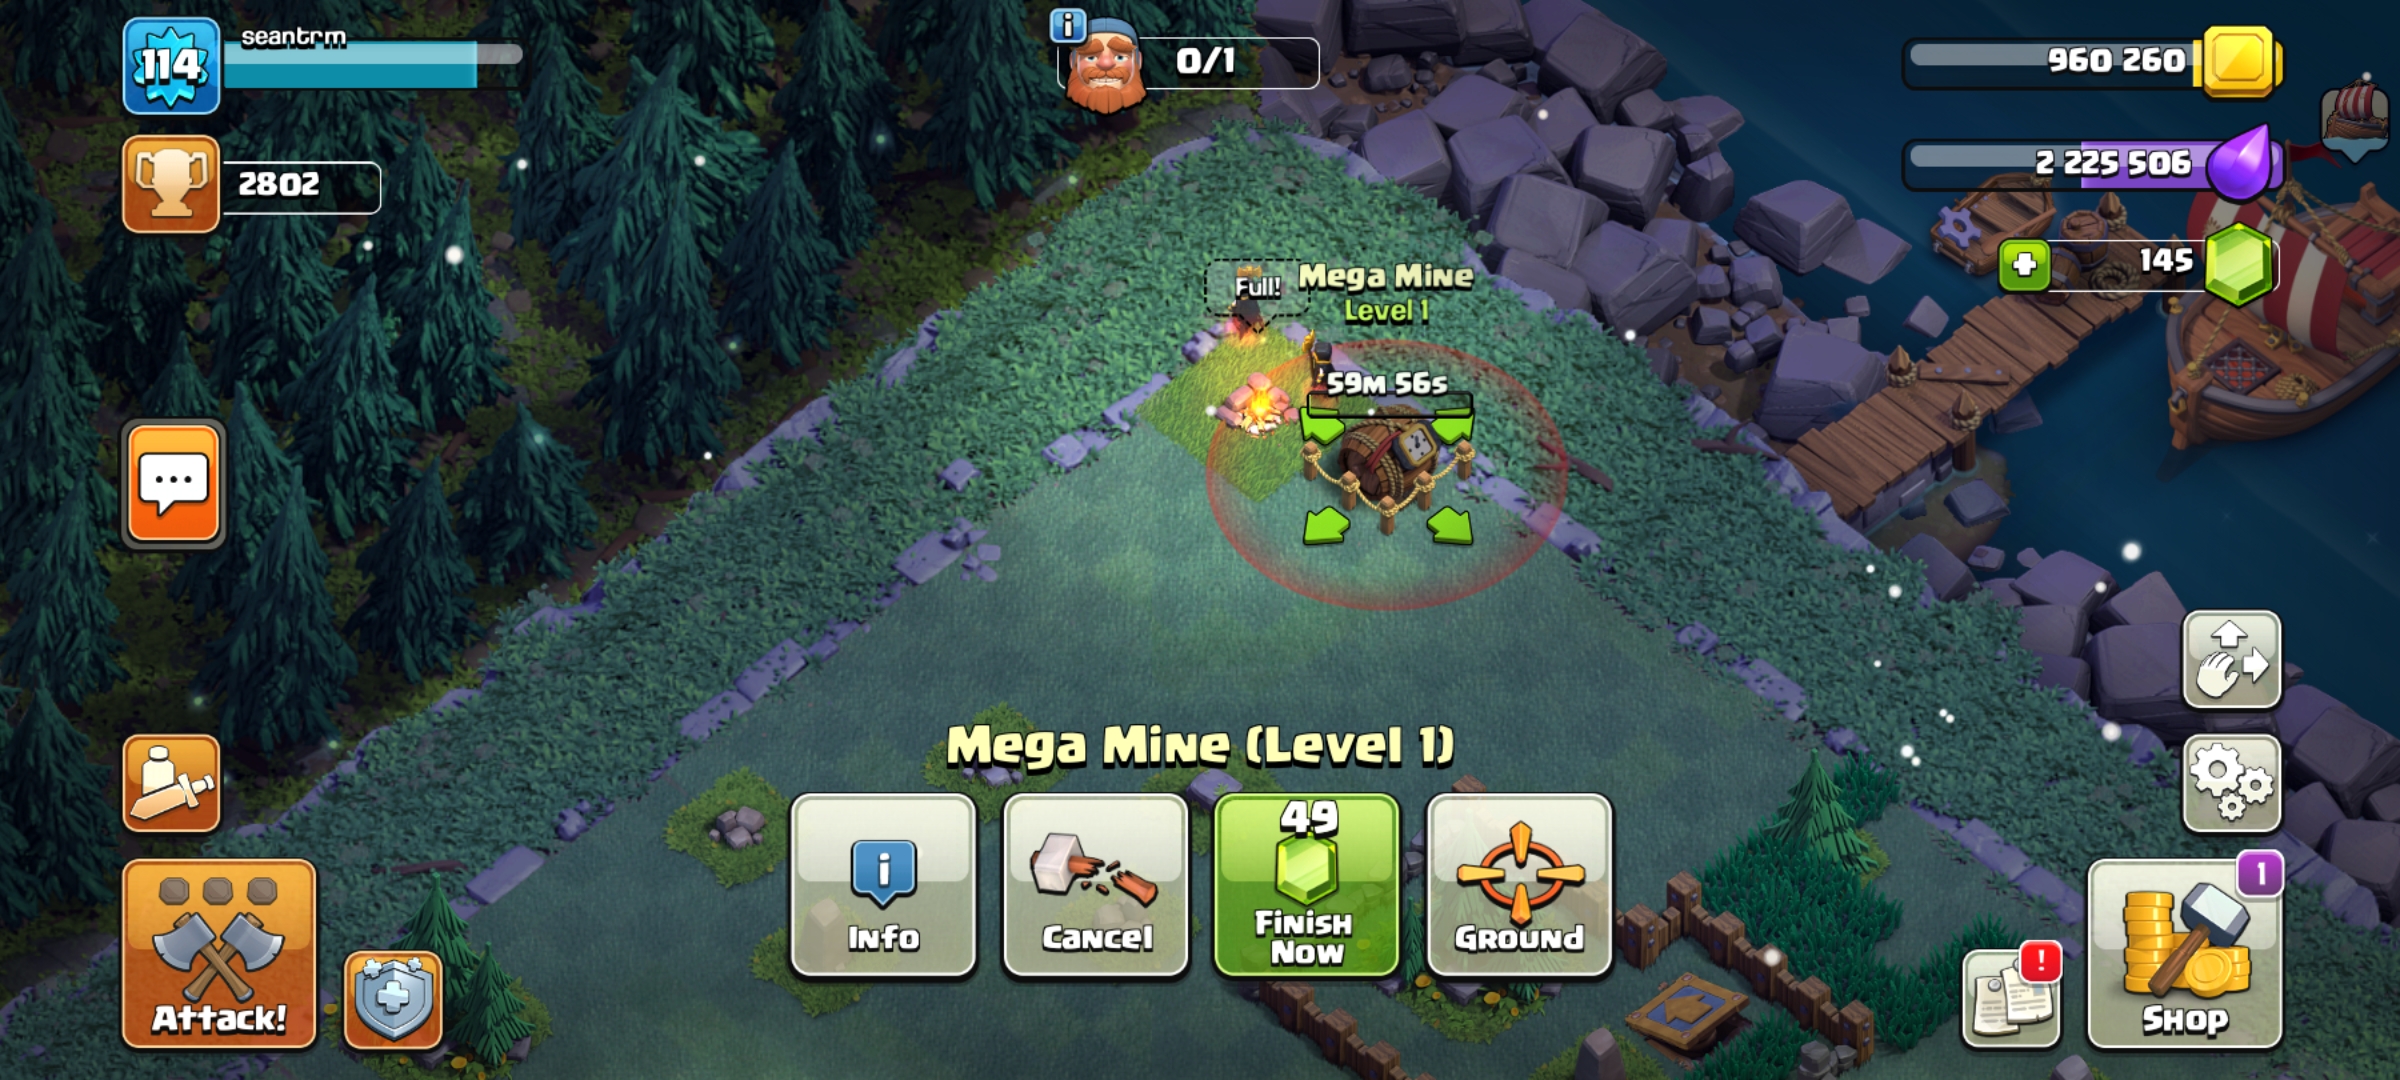 114
seantrm
i
0/1
960 260
2802
2 225 506
+
145
Full!
Mega Mine
Level 1
59M 56s
Mega Mine (Level 1)
i
Info
Cancel
49
Finish
Now
Ground
Attack!
!
1
Shop